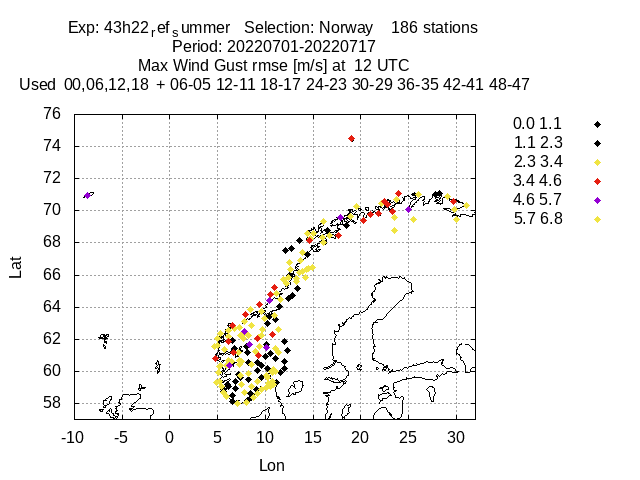 Exp: 43h22ref summer   Selection: Norway    186 stations
Period: 20220701-20220717
Max Wind Gust rmse [m/s] at  12 UTC
Used  00,06,12,18  + 06-05 12-11 18-17 24-23 30-29 36-35 42-41 48-47
76
74
72
70
68
66
64
62
60
58
-10 -5 0 5 10 15 20 25 30
Lat
Lon
0.0 1.1
1.1 2.3
2.3 3.4
3.4 4.6
4.6 5.7
5.7 6.8